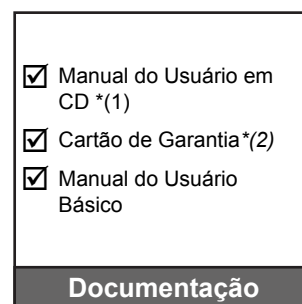 Manual do Usuário em
CD *(1)
Cartão de Garantia*(2)
Manual do Usuário
Básico
Documentação